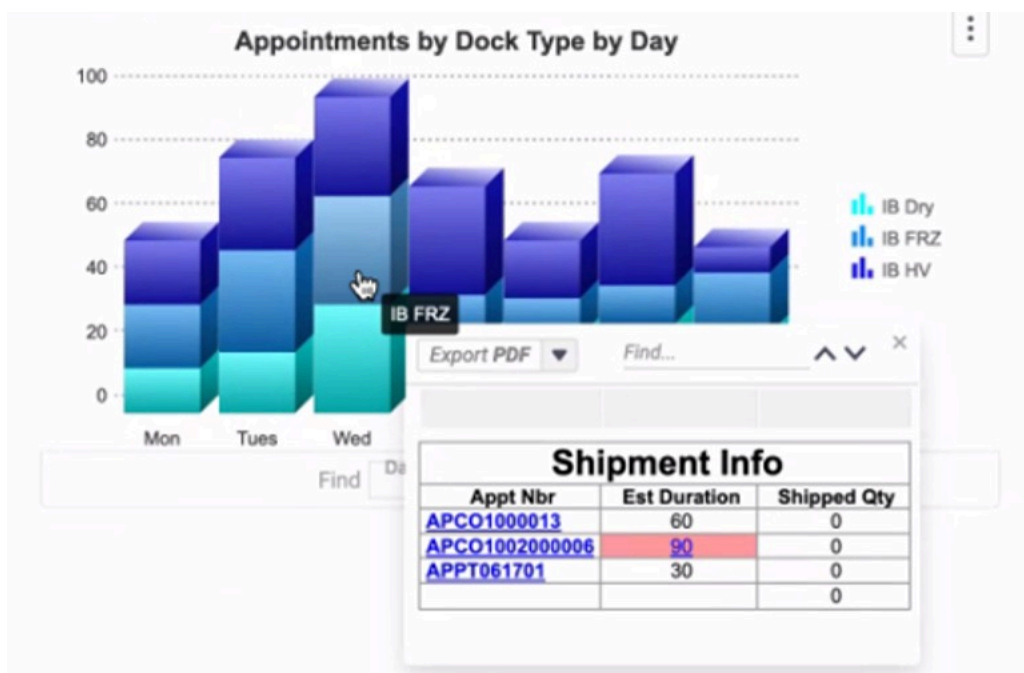 Appointments by Dock Type by Day
100
80
60
40
20
0
Mon Tues Wed
IB Dry
IB FRZ
IB HV
IB FRZ
Find Da
Export PDF Find...
Shipment Info
Appt Nbr Est Duration Shipped Qty
APCO1000013 60 0
APCO1002000006 90 0
APPT061701 30 0
0